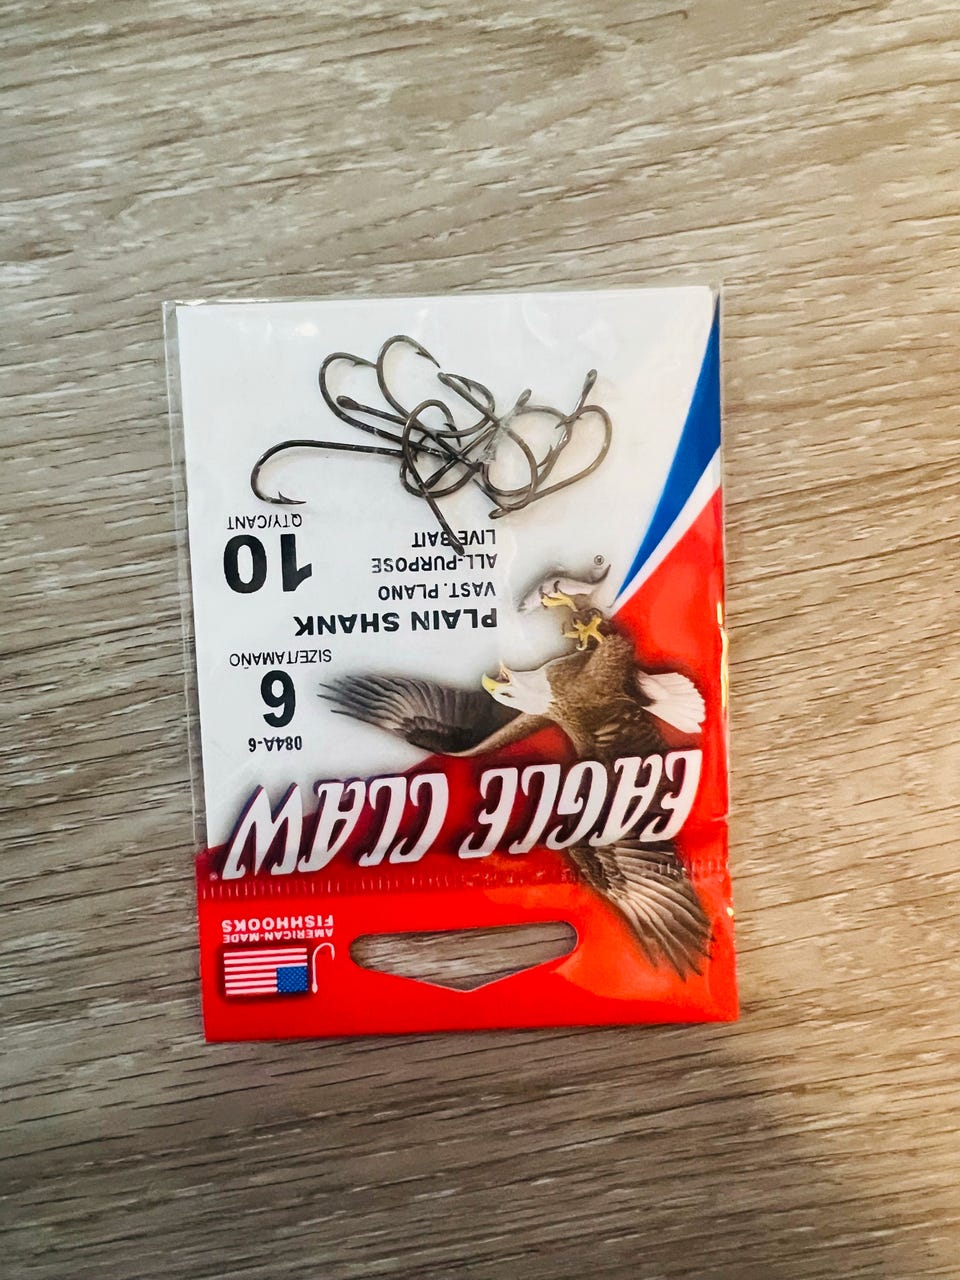 AMERICAN-MADE
FISHHOOKS
EAGLE CLAW
084A-6
6
SIZE/TAMAÑO
PLAIN SHANK
VAST. PLANO
ALL-PURPOSE
LIVE BAIT
10
QTY/CANT
®